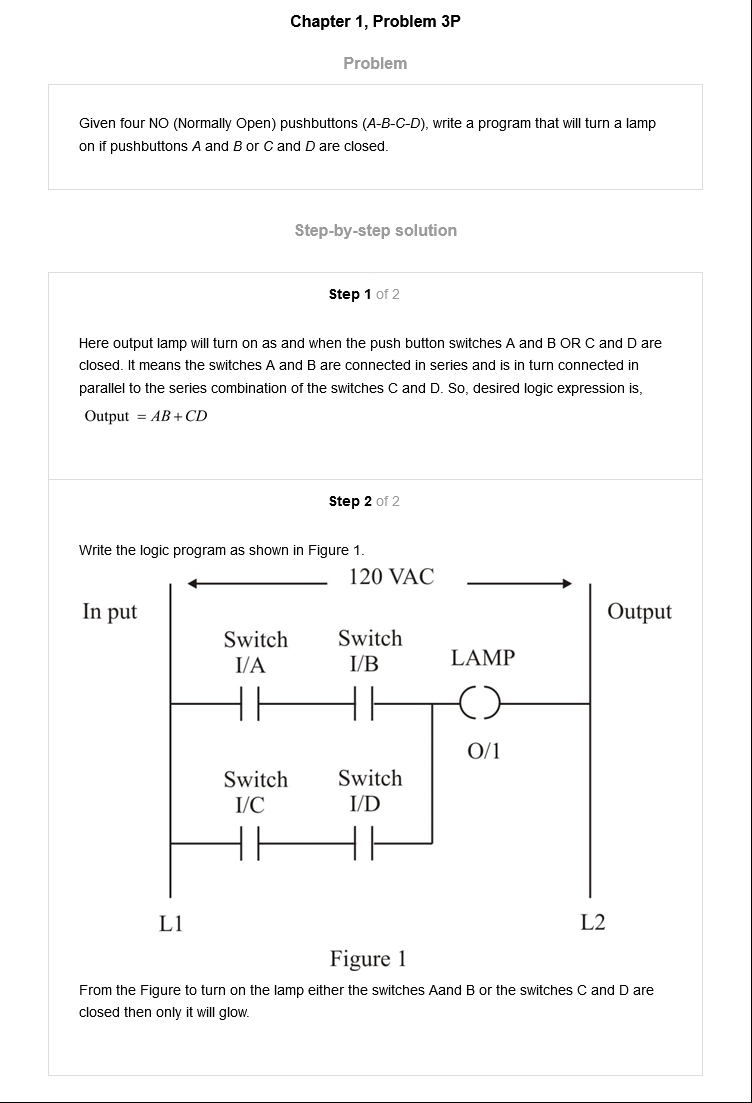 Chapter 1, Problem 3P
Problem
Given four NO (Normally Open) pushbuttons (A-B-C-D), write a program that will turn a lamp
on if pushbuttons A and B or C and D are closed.
Step-by-step solution
Step 1 of 2
Here output lamp will turn on as and when the push button switches A and B OR C and D are
closed. It means the switches A and B are connected in series and is in turn connected in
parallel to the series combination of the switches C and D. So, desired logic expression is,
Output = AB + CD
Step 2 of 2
Write the logic program as shown in Figure 1.
120 VAC
In put
Output
Switch
I/A
Switch
I/B
LAMP
O/1
Switch
I/C
Switch
I/D
L1
L2
Figure 1
From the Figure to turn on the lamp either the switches Aand B or the switches C and D are
closed then only it will glow.